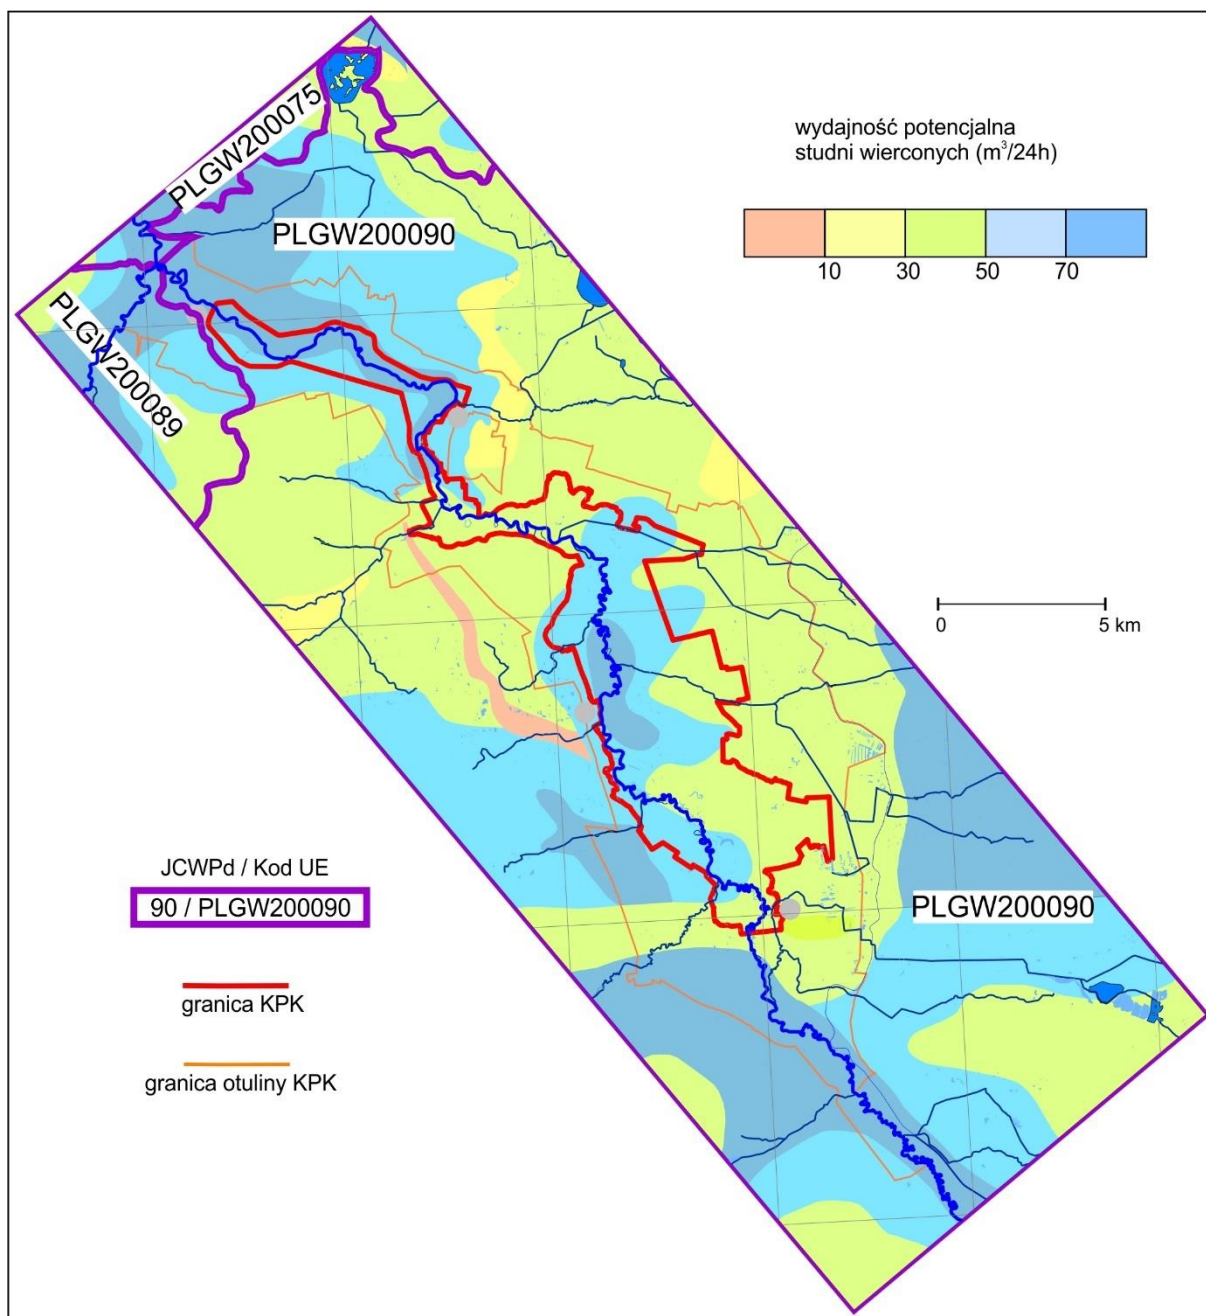 PLGW200075
wydajność potencjalna
studni wierconych (m³/24h)
PLGW200090
10 30 50 70
PLGW200089
0 5 km
JCWPd / Kod UE
90 / PLGW200090
PLGW200090
granica KPK
granica otuliny KPK